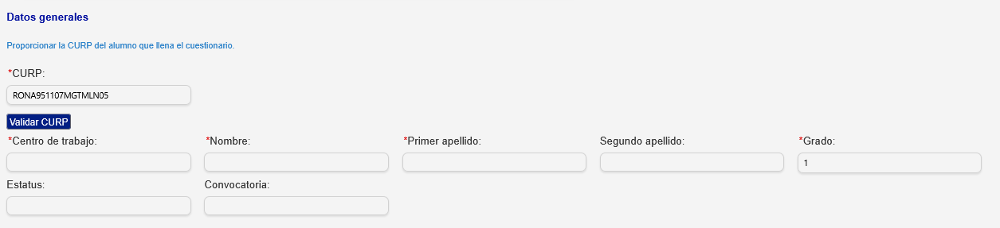 Datos generales
Proporcionar la CURP del alumno que llena el cuestionario.
*CURP:
RONA951107MGTMLN05
Validar CURP
*Centro de trabajo: *Nombre: *Primer apellido: Segundo apellido: *Grado:
1
Estatus: Convocatoria: